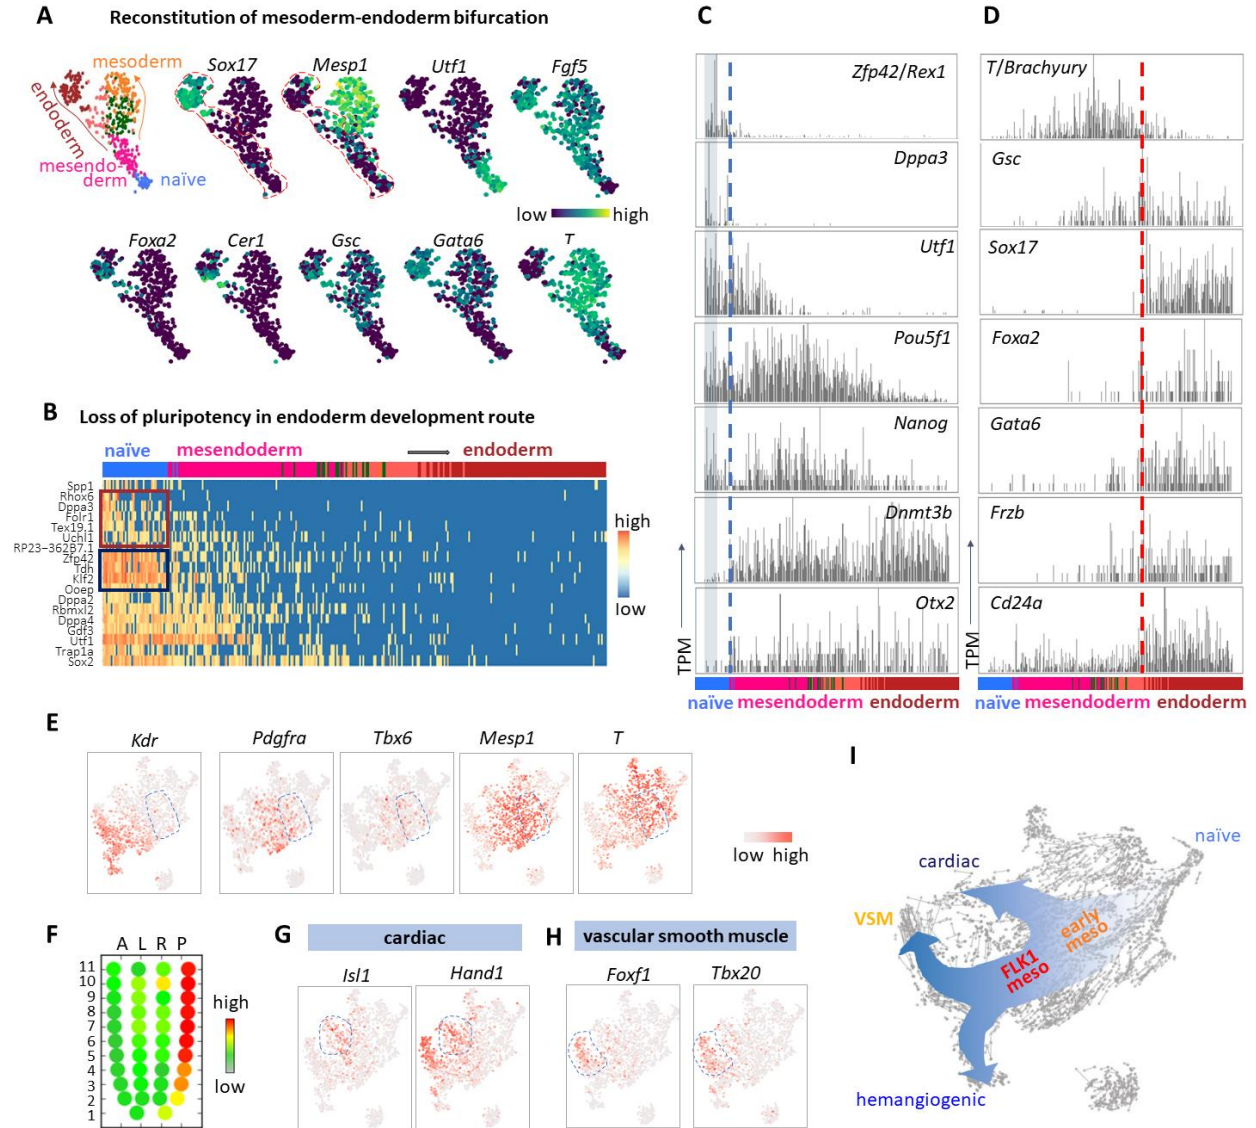 A
Reconstitution of mesoderm-endoderm bifurcation
mesoderm
endoderm
mesendo-
derm
naïve
Sox17
Mesp1
Utf1
Fgf5
low
high
Foxa2
Cer1
Gsc
Gata6
T
B
Loss of pluripotency in endoderm development route
naïve
mesendoderm
endoderm
Spp1
Rhox6
Dppa3
Folr1
Tex19.1
Uchl1
RP23−362B7.1
Zfp42
Tdh
Klf2
Ooep
Dppa2
Rbmxl2
Dppa4
Gdf3
Utf1
Trap1a
Sox2
high
low
C
Zfp42/Rex1
Dppa3
Utf1
Pou5f1
Nanog
Dnmt3b
Otx2
TPM
naïve mesendoderm endoderm
D
T/Brachyury
Gsc
Sox17
Foxa2
Gata6
Frzb
Cd24a
TPM
naïve mesendoderm endoderm
E
Kdr
Pdgfra
Tbx6
Mesp1
T
low high
F
A L R P
11
10
9
8
7
6
5
4
3
2
1
high
low
G
cardiac
Isl1
Hand1
H
vascular smooth muscle
Foxf1
Tbx20
I
naïve
cardiac
VSM
early
meso
FLK1
meso
hemangiogenic